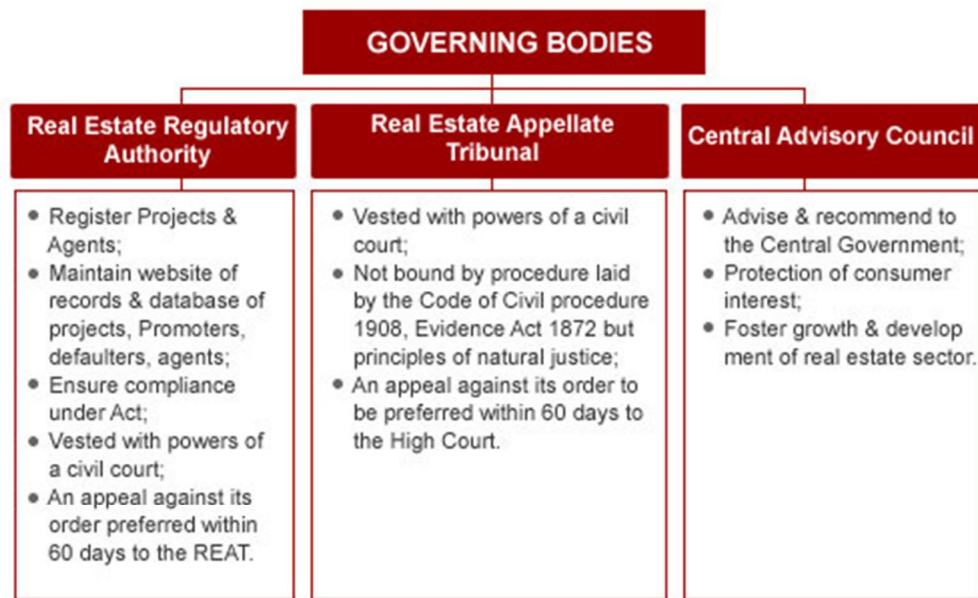 GOVERNING BODIES
Real Estate Regulatory
Authority
• Register Projects &
Agents;
• Maintain website of
records & database of
projects, Promoters,
defaulters, agents;
• Ensure compliance
under Act;
• Vested with powers of
a civil court;
• An appeal against its
order preferred within
60 days to the REAT.
Real Estate Appellate
Tribunal
• Vested with powers of a civil
court;
• Not bound by procedure laid
by the Code of Civil procedure
1908, Evidence Act 1872 but
principles of natural justice;
• An appeal against its order to
be preferred within 60 days to
the High Court.
Central Advisory Council
• Advise & recommend to
the Central Government;
• Protection of consumer
interest;
• Foster growth & develop
ment of real estate sector.